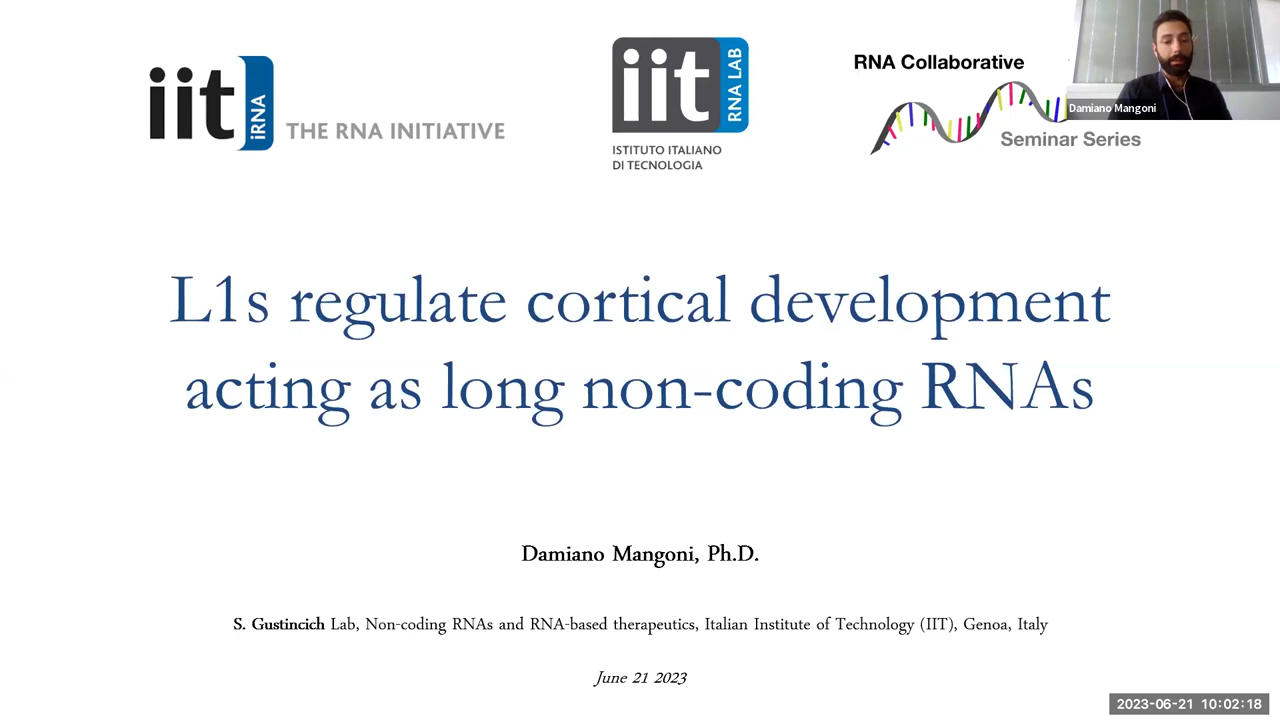 iit iRNA THE RNA INITIATIVE
iit RNA LAB
ISTITUTO ITALIANO
DI TECNOLOGIA
RNA Collaborative
Seminar Series
Damiano Mangoni
L1s regulate cortical development
acting as long non-coding RNAs
Damiano Mangoni, Ph.D.
S. Gustincich Lab, Non-coding RNAs and RNA-based therapeutics, Italian Institute of Technology (IIT), Genoa, Italy
June 21 2023
2023-06-21 10:02:18